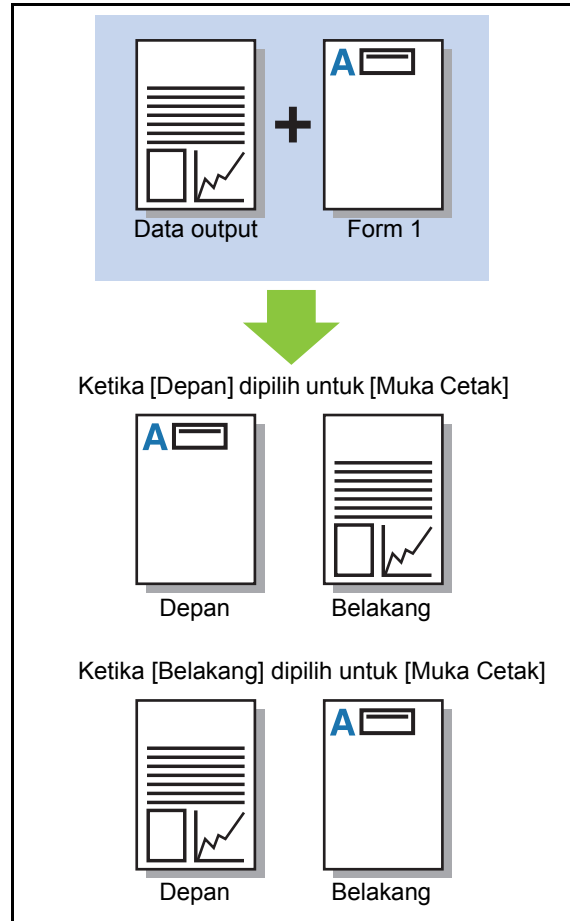 A
Data output Form 1
Ketika [Depan] dipilih untuk [Muka Cetak]
A
Depan Belakang
Ketika [Belakang] dipilih untuk [Muka Cetak]
A
Depan Belakang